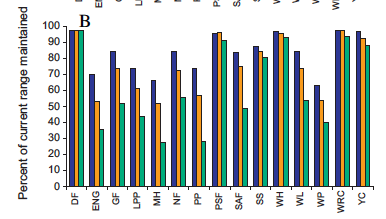 B
Percent of current range maintained
100
90
80
70
60
50
40
30
20
10
0
DF
ENG
GF
LPP
MH
NF
PP
PSF
SAF
SS
WH
WL
WP
WRC
YC